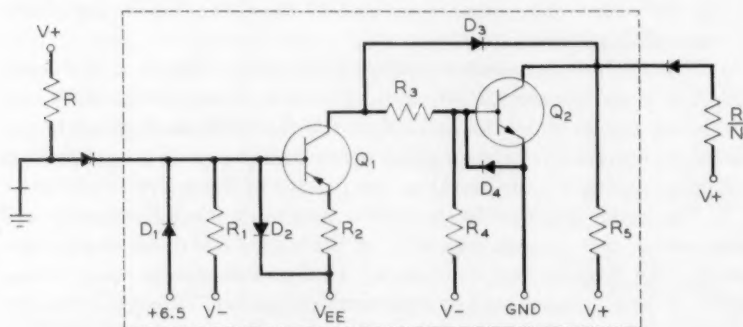 V+
R
D3
R3
Q2
Q1
D4
R
N
V+
D1
R1
D2
R2
R4
R5
+6.5
V-
VEE
V-
GND
V+